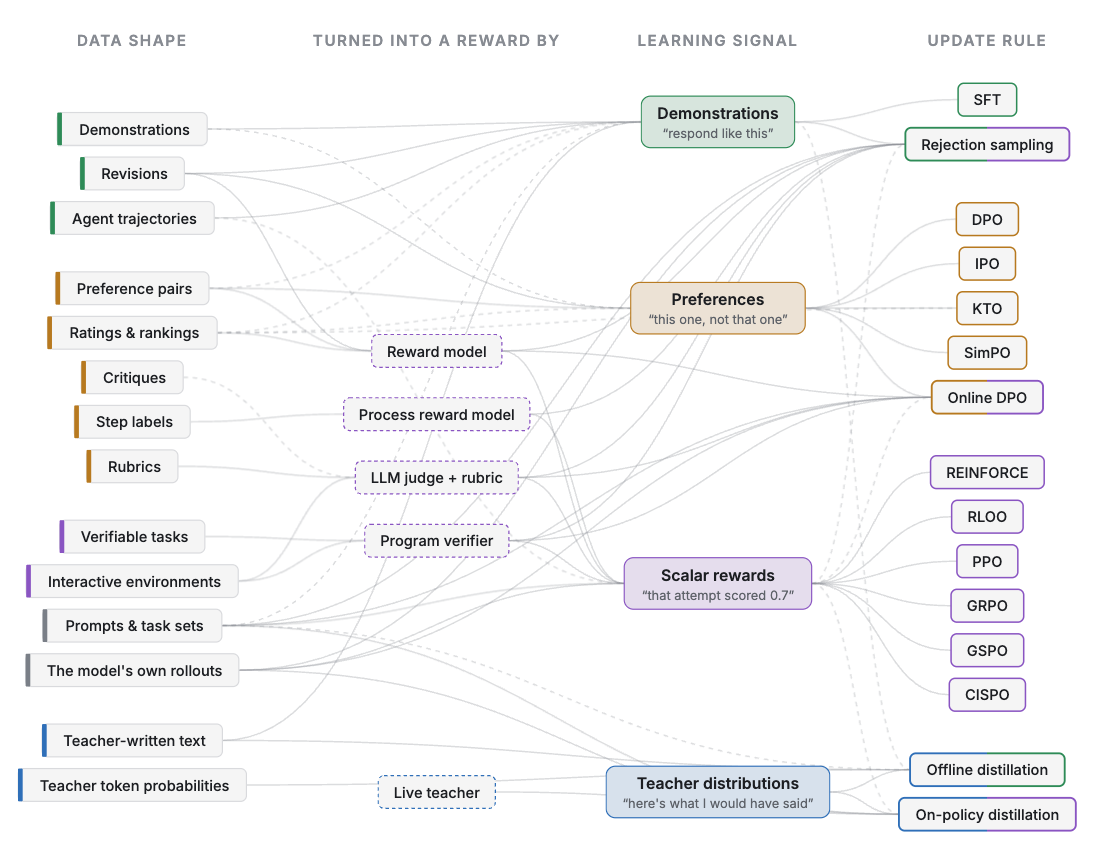 DATA SHAPE
TURNED INTO A REWARD BY
LEARNING SIGNAL
UPDATE RULE
Demonstrations
Revisions
Agent trajectories
Preference pairs
Ratings & rankings
Critiques
Step labels
Rubrics
Verifiable tasks
Interactive environments
Prompts & task sets
The model's own rollouts
Teacher-written text
Teacher token probabilities
Reward model
Process reward model
LLM judge + rubric
Program verifier
Live teacher
Demonstrations
“respond like this”
Preferences
“this one, not that one”
Scalar rewards
“that attempt scored 0.7”
Teacher distributions
“here's what I would have said”
SFT
Rejection sampling
DPO
IPO
KTO
SimPO
Online DPO
REINFORCE
RLOO
PPO
GRPO
GSPO
CISPO
Offline distillation
On-policy distillation